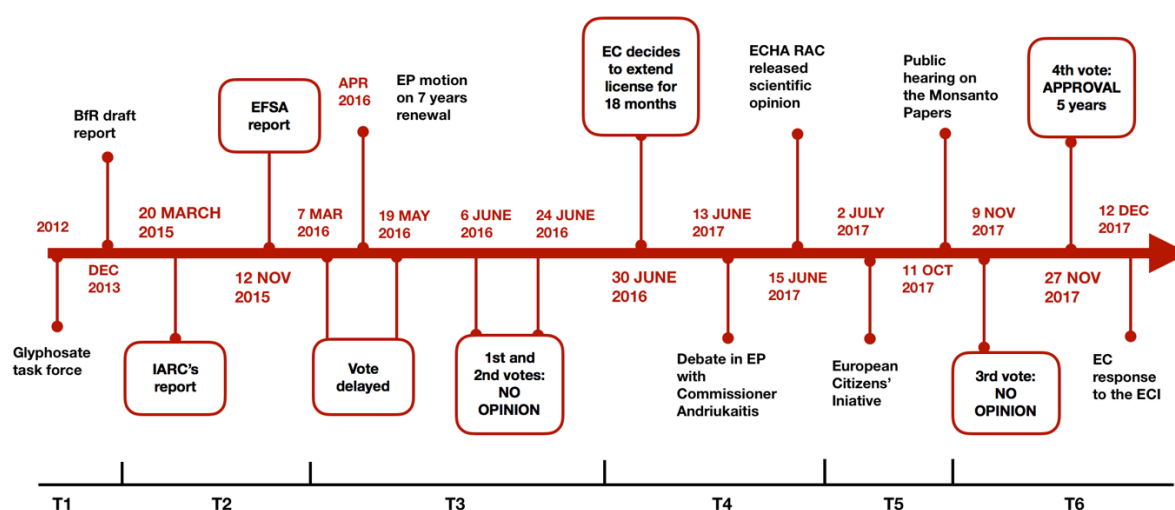 BfR draft
report
EFSA
report
APR
2016
EP motion
on 7 years
renewal
EC decides
to extend
license for
18 months
ECHA RAC
released
scientific
opinion
Public
hearing on
the Monsanto
Papers
4th vote:
APPROVAL
5 years
2012
20 MARCH
2015
7 MAR
2016
19 MAY
2016
6 JUNE
2016
24 JUNE
2016
13 JUNE
2017
2 JULY
2017
9 NOV
2017
12 DEC
2017
DEC
2013
12 NOV
2015
30 JUNE
2016
15 JUNE
2017
11 OCT
2017
27 NOV
2017
Glyphosate
task force
IARC's
report
Vote
delayed
1st and
2nd votes:
NO
OPINION
Debate in EP
with
Commissioner
Andriukaitis
European
Citizens'
Iniative
3rd vote:
NO
OPINION
EC
response
to the ECI
T1
T2
T3
T4
T5
T6